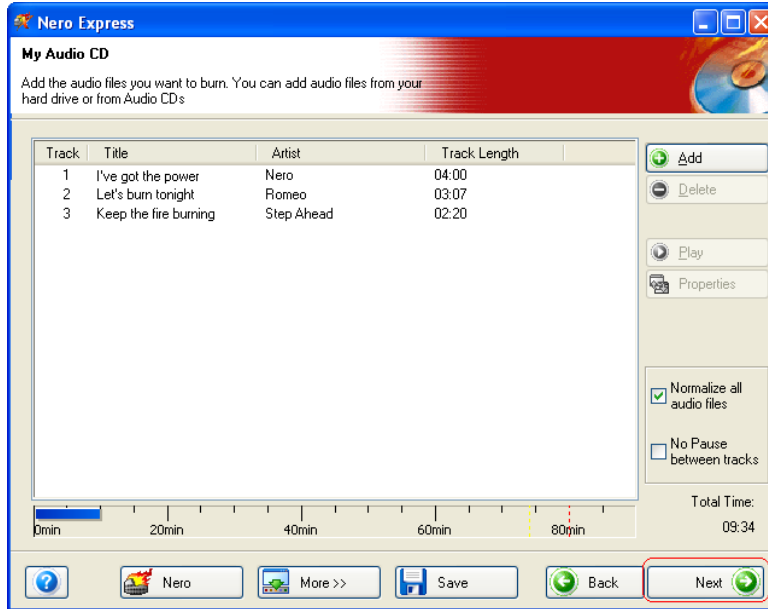 Nero Express
My Audio CD
Add the audio files you want to burn. You can add audio files from your
hard drive or from Audio CDs
Track Title Artist Track Length
1 I've got the power Nero 04:00
2 Let's burn tonight Romeo 03:07
3 Keep the fire burning Step Ahead 02:20
Add
Delete
Play
Properties
Normalize all
audio files
No Pause
between tracks
Total Time:
09:34
0min 20min 40min 60min 80min
? Nero More >> Save Back Next